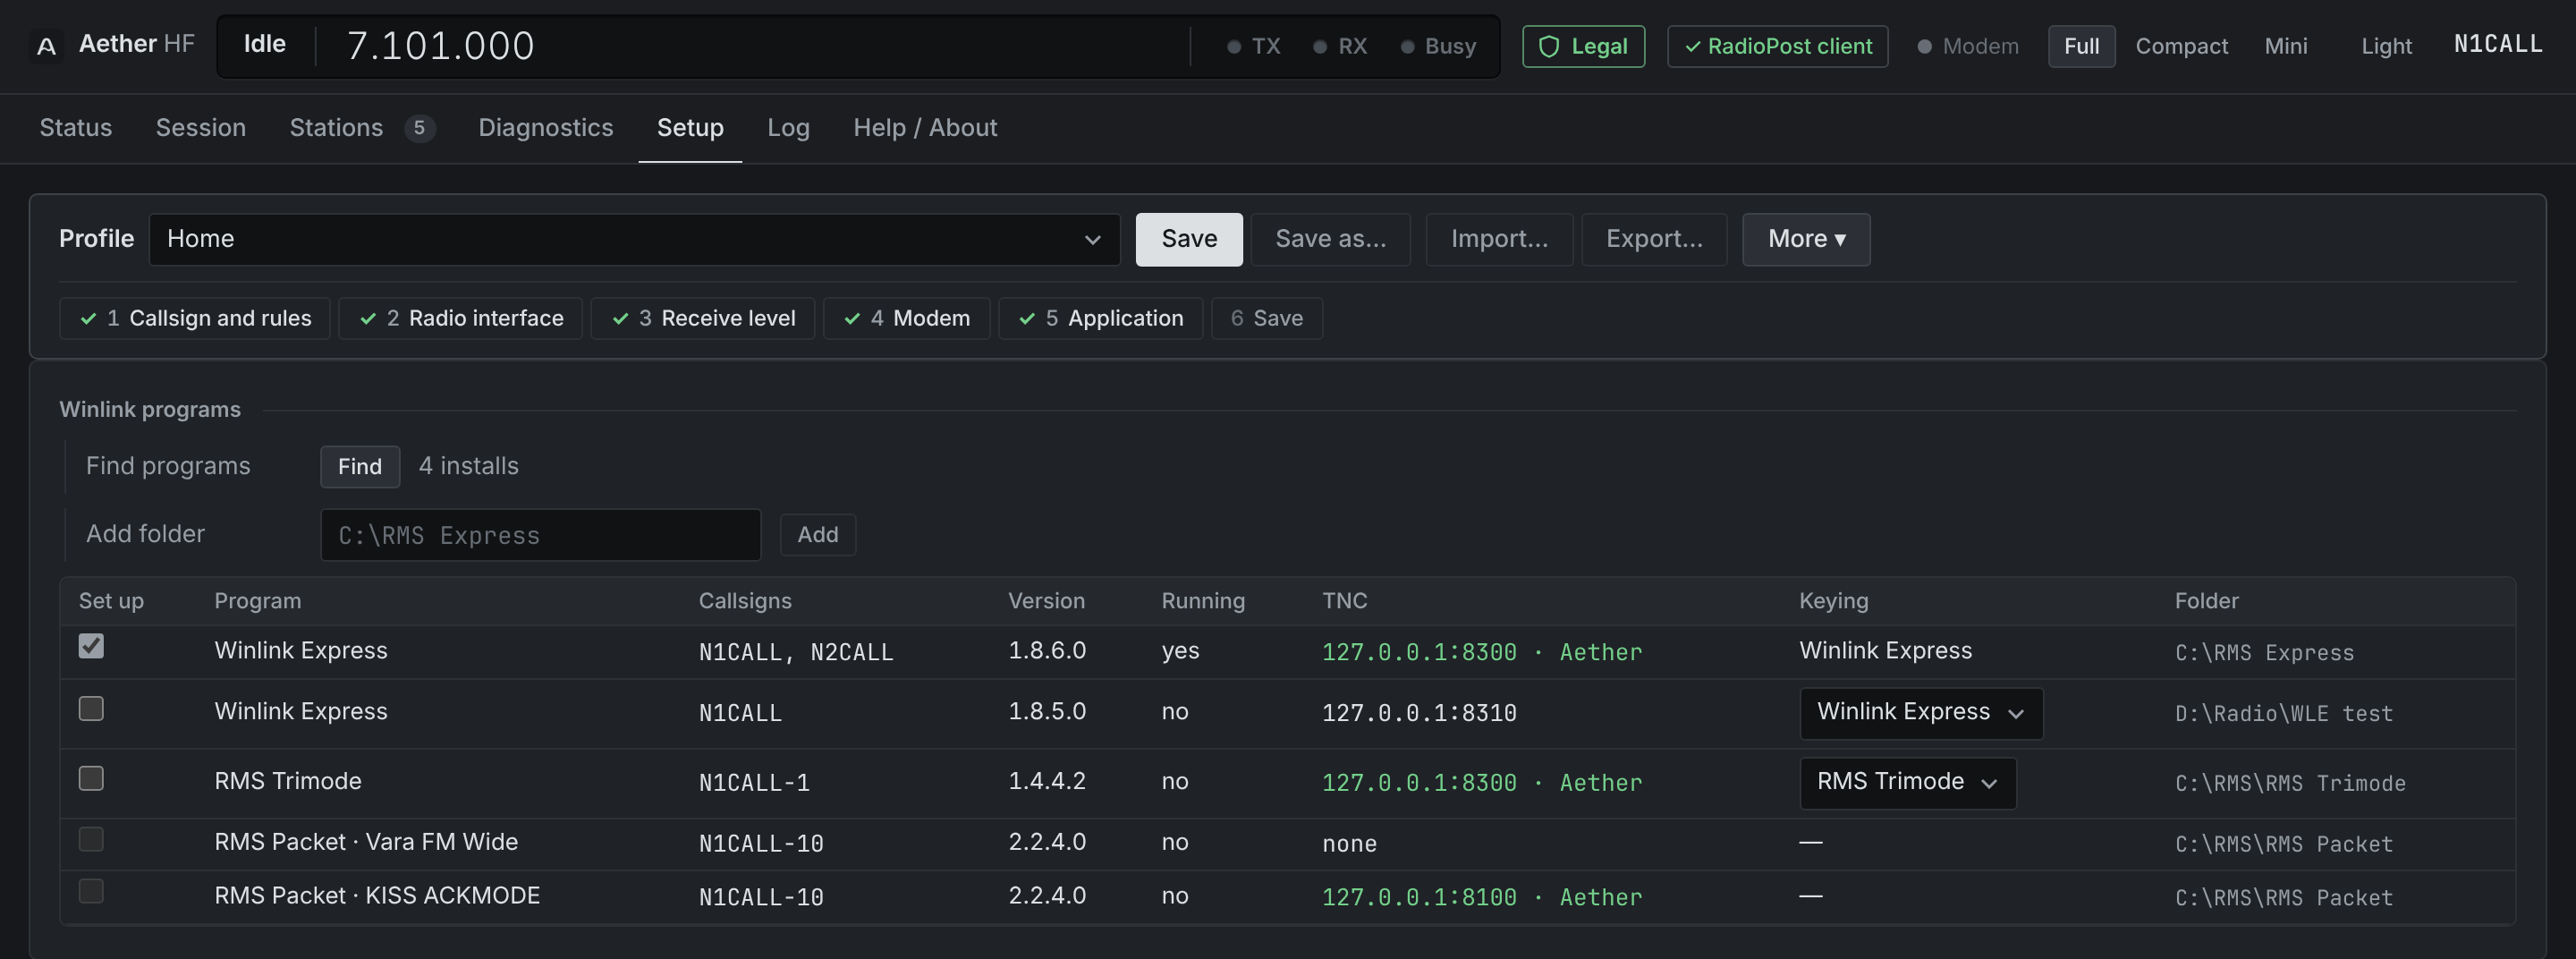 Aether HF Idle 7.101.000 TX RX Busy Legal ✓ RadioPost client Modem Full Compact Mini Light N1CALL
Status Session Stations 5 Diagnostics Setup Log Help / About
Profile Home Save Save as... Import... Export... More ▾
✓ 1 Callsign and rules ✓ 2 Radio interface ✓ 3 Receive level ✓ 4 Modem ✓ 5 Application 6 Save
Winlink programs
Find programs Find 4 installs
Add folder C:\RMS Express Add
Set up Program Callsigns Version Running TNC Keying Folder
Winlink Express N1CALL, N2CALL 1.8.6.0 yes 127.0.0.1:8300 · Aether Winlink Express C:\RMS Express
Winlink Express N1CALL 1.8.5.0 no 127.0.0.1:8310 Winlink Express D:\Radio\WLE test
RMS Trimode N1CALL-1 1.4.4.2 no 127.0.0.1:8300 · Aether RMS Trimode C:\RMS\RMS Trimode
RMS Packet · Vara FM Wide N1CALL-10 2.2.4.0 no none — C:\RMS\RMS Packet
RMS Packet · KISS ACKMODE N1CALL-10 2.2.4.0 no 127.0.0.1:8100 · Aether — C:\RMS\RMS Packet